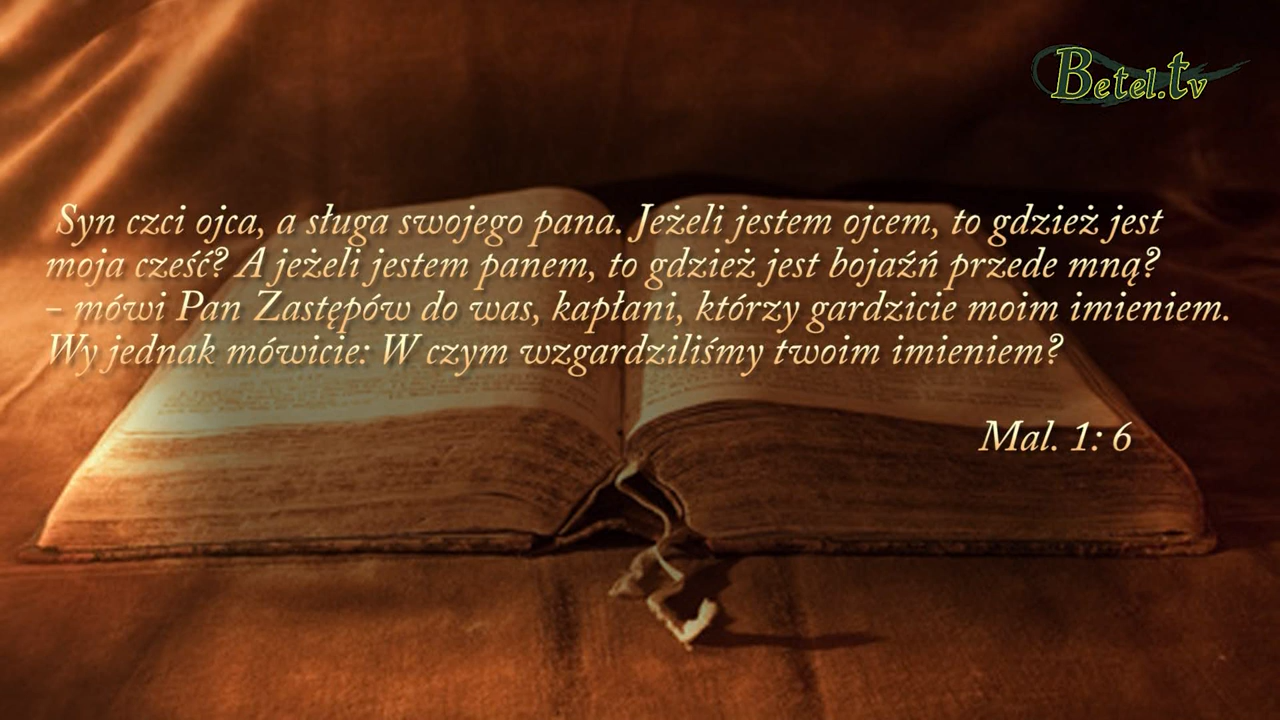 Betel.tv
Syn czci ojca, a sługa swojego pana. Jeżeli jestem ojcem, to gdzież jest
moja cześć? A jeżeli jestem panem, to gdzież jest bojaźń przede mną?
– mówi Pan Zastępów do was, kapłani, którzy gardzicie moim imieniem.
Wy jednak mówicie: W czym wzgardziliśmy twoim imieniem?
Mal. 1: 6